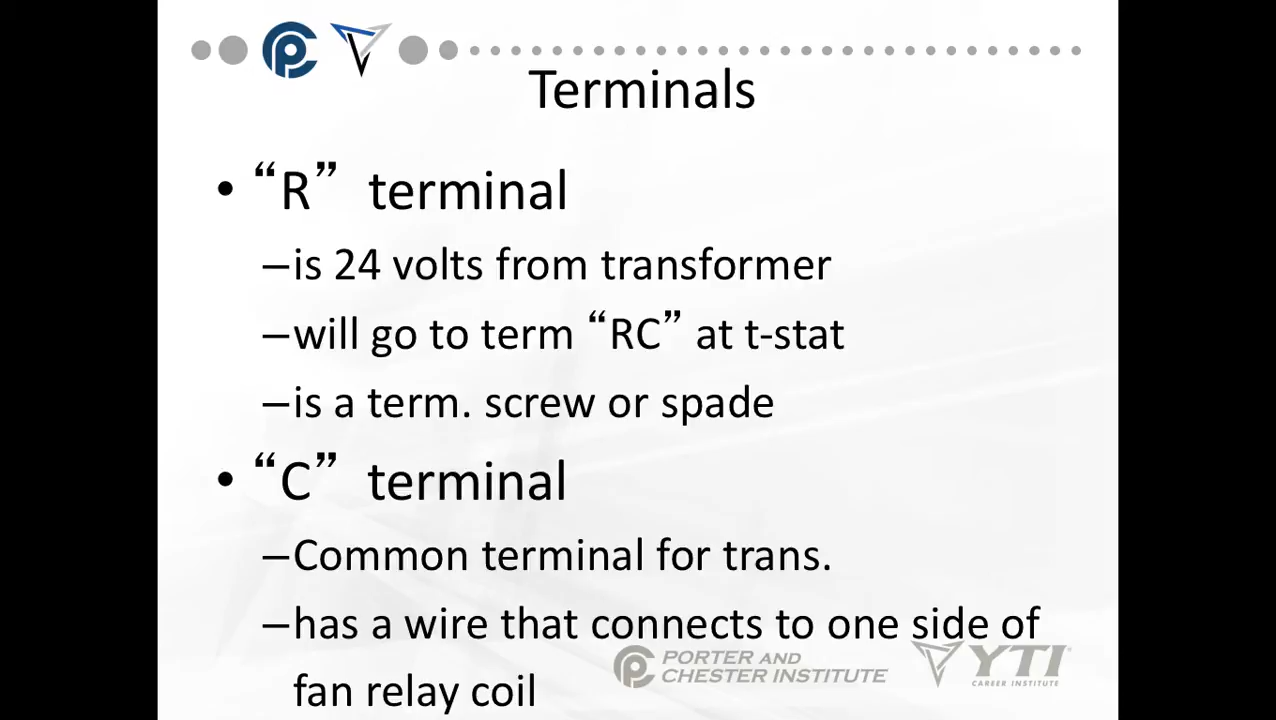 Terminals
• “R” terminal
–is 24 volts from transformer
–will go to term “RC” at t-stat
–is a term. screw or spade
• “C” terminal
–Common terminal for trans.
–has a wire that connects to one side of
fan relay coil
PORTER AND
CHESTER INSTITUTE
YTI
CAREER INSTITUTE